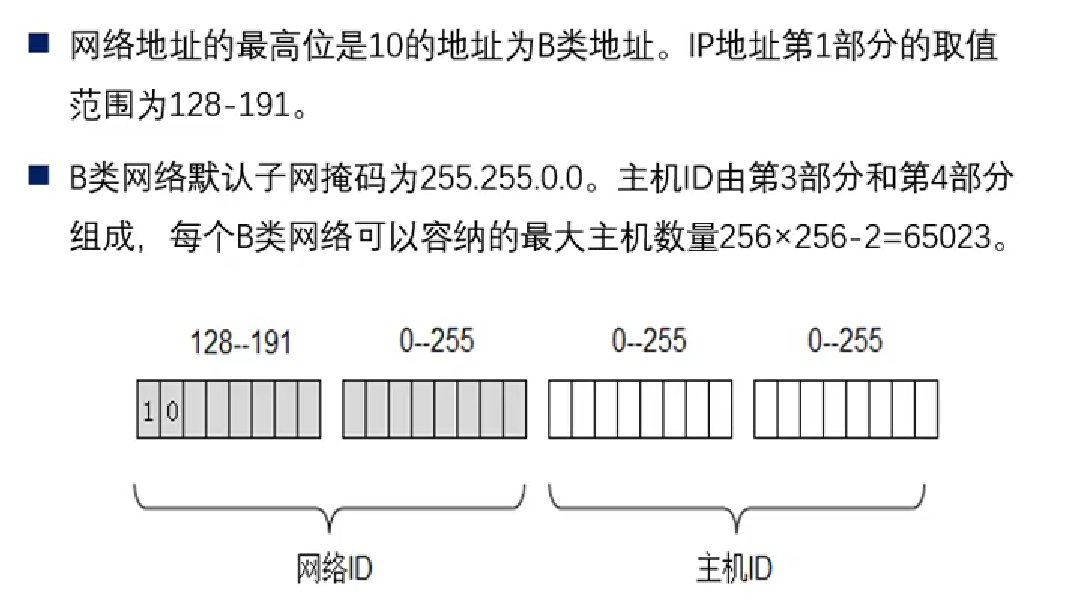 网络地址的最高位是10的地址为B类地址。IP地址第1部分的取值
范围为128-191。
B类网络默认子网掩码为255.255.0.0。主机ID由第3部分和第4部分
组成，每个B类网络可以容纳的最大主机数量256×256-2=65023。
128--191 0--255 0--255 0--255
1 0
网络ID 主机ID